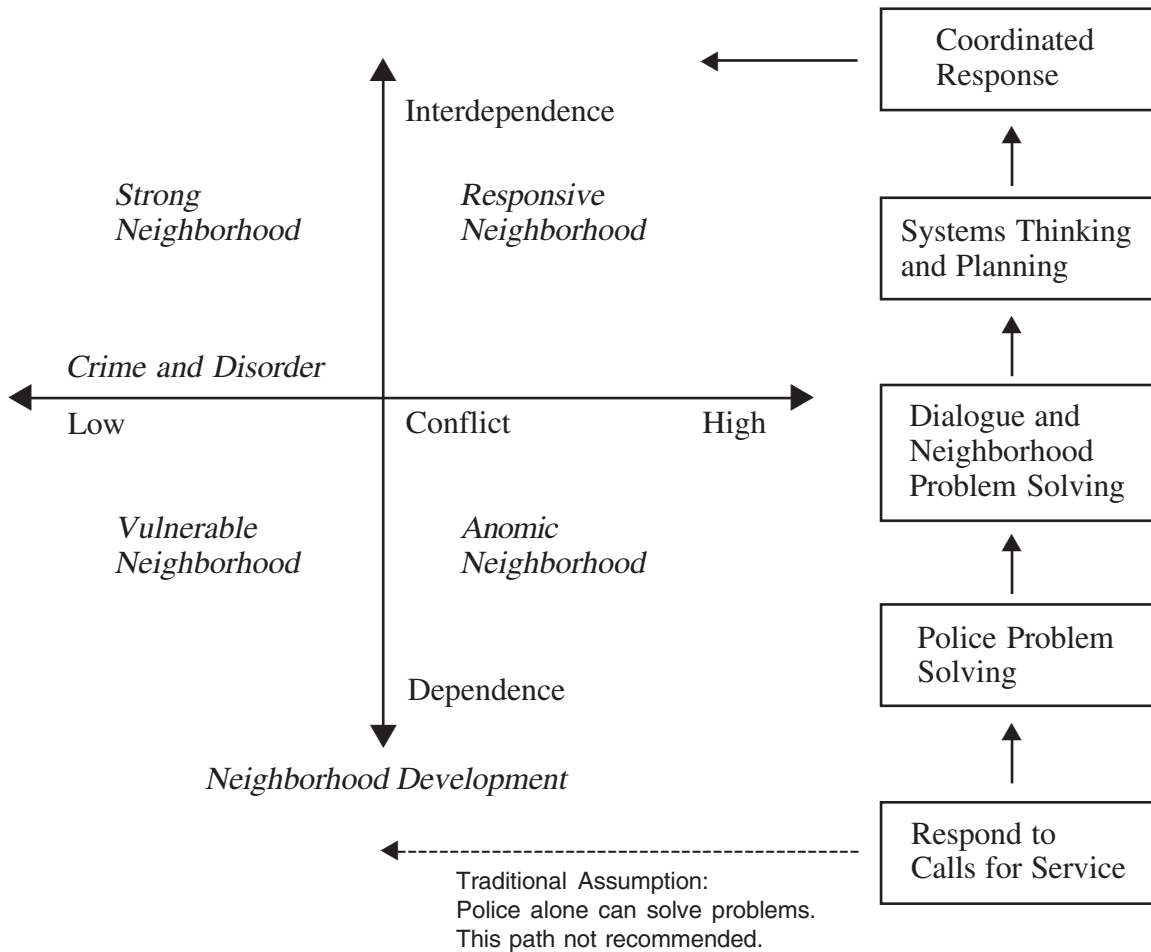 Coordinated
Response
Interdependence
Strong
Neighborhood
Responsive
Neighborhood
Systems Thinking
and Planning
Crime and Disorder
Low
Conflict
High
Dialogue and
Neighborhood
Problem Solving
Vulnerable
Neighborhood
Anomic
Neighborhood
Police Problem
Solving
Dependence
Neighborhood Development
Respond to
Calls for Service
Traditional Assumption:
Police alone can solve problems.
This path not recommended.